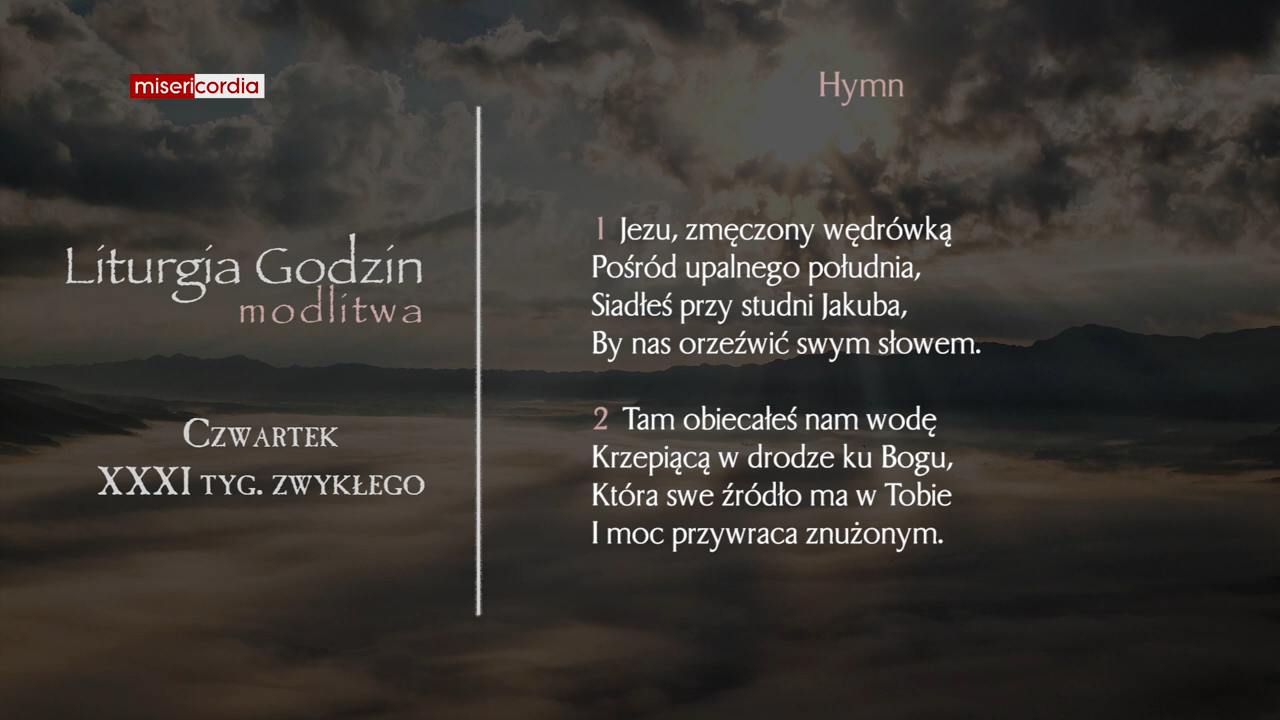 misericordia
Liturgia Godzin
modlitwa
Czwartek
XXXI tyg. zwykłego
Hymn
1 Jezu, zmęczony wędrówką
Pośród upalnego południa,
Siadłeś przy studni Jakuba,
By nas orzeźwić swym słowem.
2 Tam obiecałeś nam wodę
Krzepiącą w drodze ku Bogu,
Która swe źródło ma w Tobie
I moc przywraca znużonym.